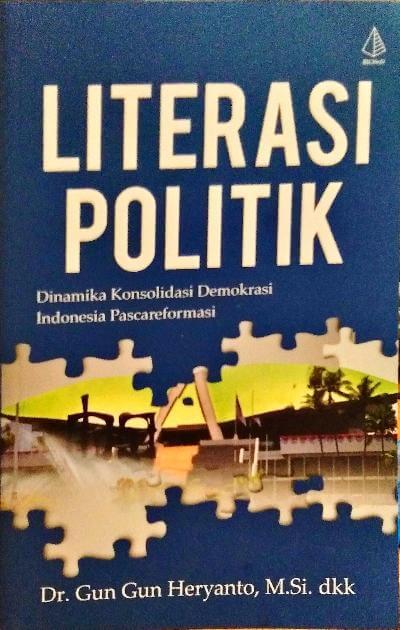 LITERASI
POLITIK
Dinamika Konsolidasi Demokrasi
Indonesia Pascareformasi
Dr. Gun Gun Heryanto, M.Si. dkk